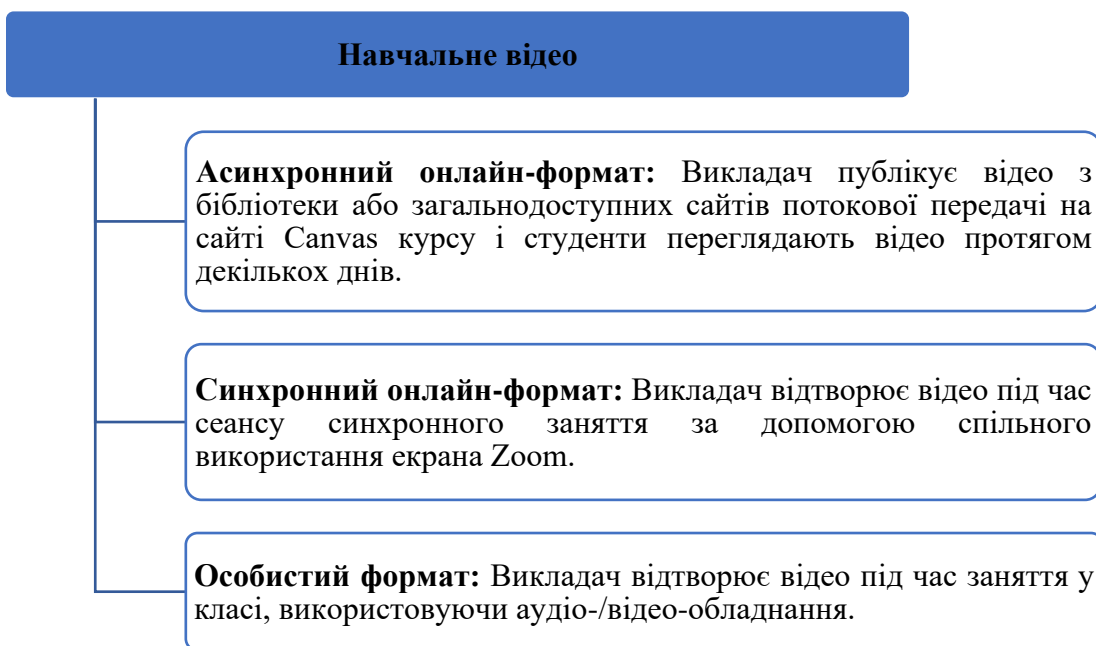 Навчальне відео
Асинхронний онлайн-формат: Викладач публікує відео з
бібліотеки або загальнодоступних сайтів потокової передачі на
сайті Canvas курсу і студенти переглядають відео протягом
декількох днів.
Синхронний онлайн-формат: Викладач відтворює відео під час
сеансу синхронного заняття за допомогою спільного
використання екрана Zoom.
Особистий формат: Викладач відтворює відео під час заняття у
класі, використовуючи аудіо-/відео-обладнання.